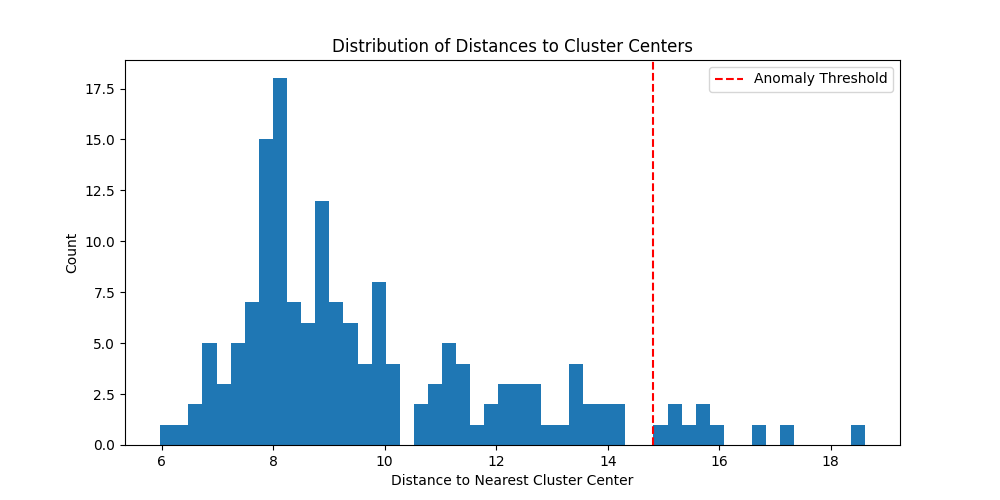 Distribution of Distances to Cluster Centers
Anomaly Threshold
17.5
15.0
12.5
10.0
7.5
5.0
2.5
0.0
Count
6 8 10 12 14 16 18
Distance to Nearest Cluster Center